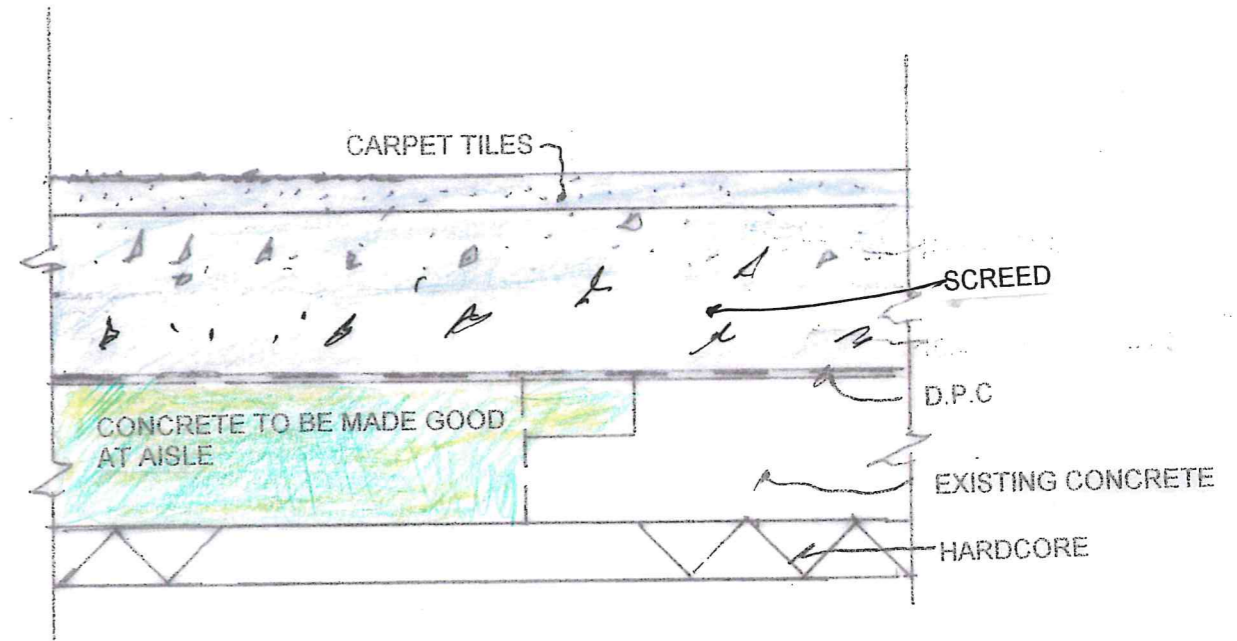 CARPET TILES
SCREED
D.P.C
CONCRETE TO BE MADE GOOD
AT AISLE
EXISTING CONCRETE
HARDCORE